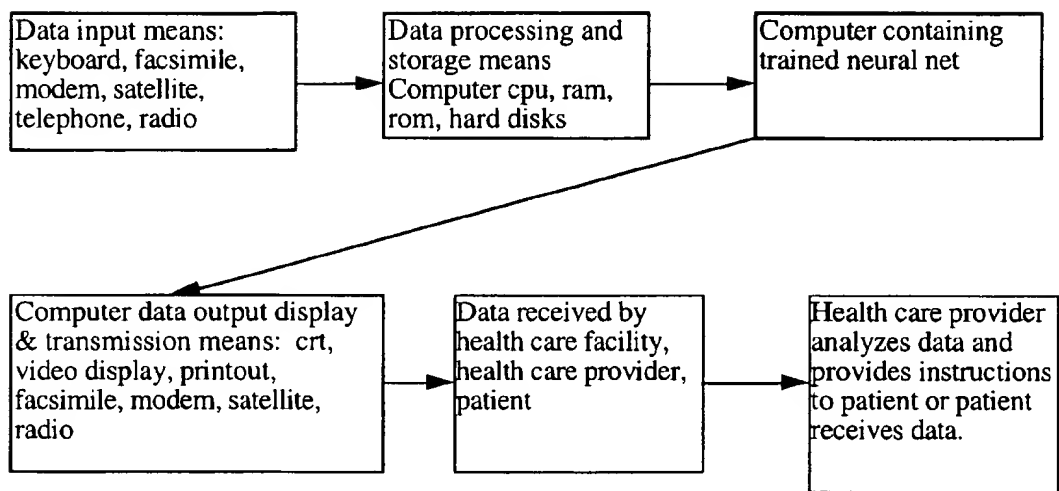 Data input means:
keyboard, facsimile,
modem, satellite,
telephone, radio
Data processing and
storage means
Computer cpu, ram,
rom, hard disks
Computer containing
trained neural net
Computer data output display
& transmission means: crt,
video display, printout,
facsimile, modem, satellite,
radio
Data received by
health care facility,
health care provider,
patient
Health care provider
analyzes data and
provides instructions
to patient or patient
receives data.